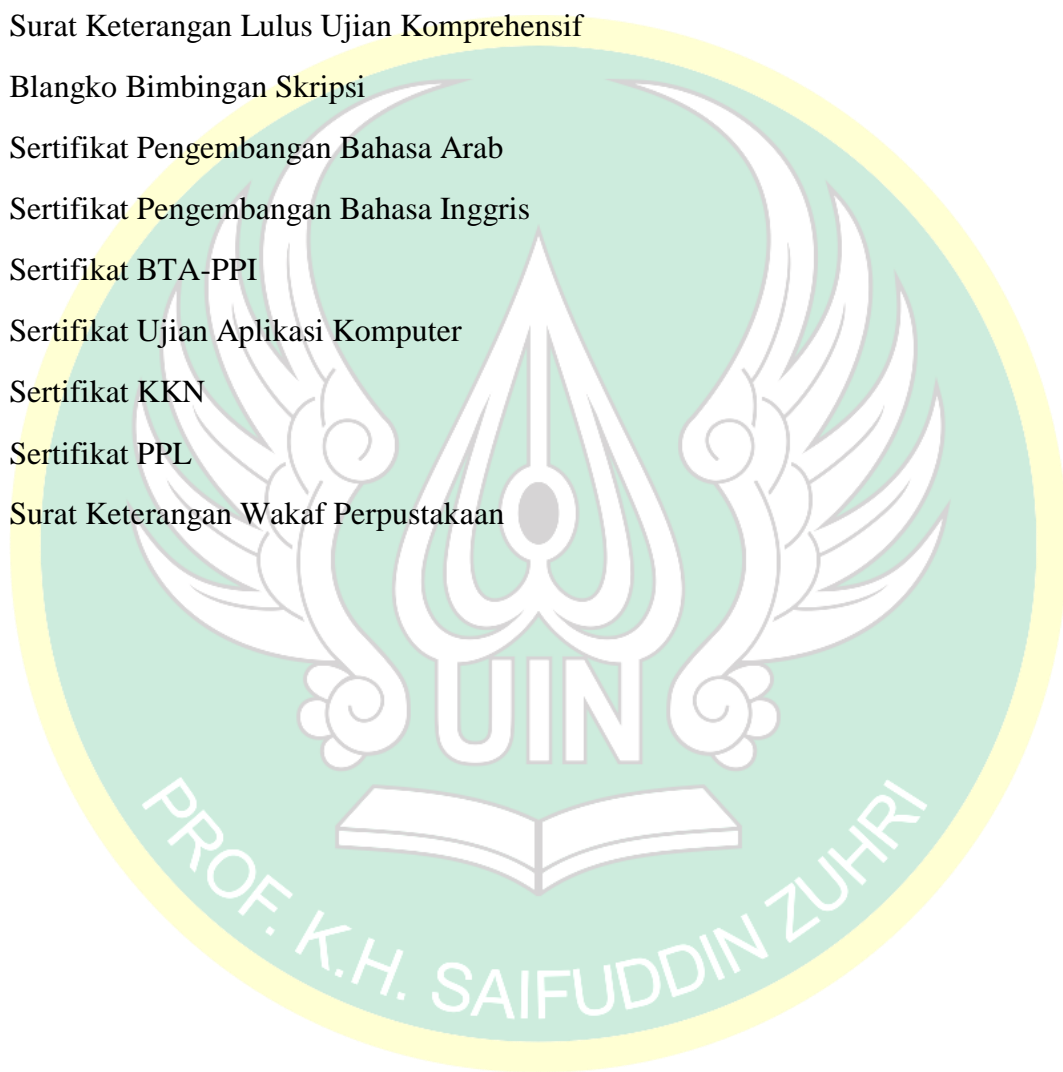 Surat Keterangan Lulus Ujian Komprehensif
Blangko Bimbingan Skripsi
Sertifikat Pengembangan Bahasa Arab
Sertifikat Pengembangan Bahasa Inggris
Sertifikat BTA-PPI
Sertifikat Ujian Aplikasi Komputer
Sertifikat KKN
Sertifikat PPL
Surat Keterangan Wakaf Perpustakaan
UIN
PROF. K.H. SAIFUDDIN ZUHRI